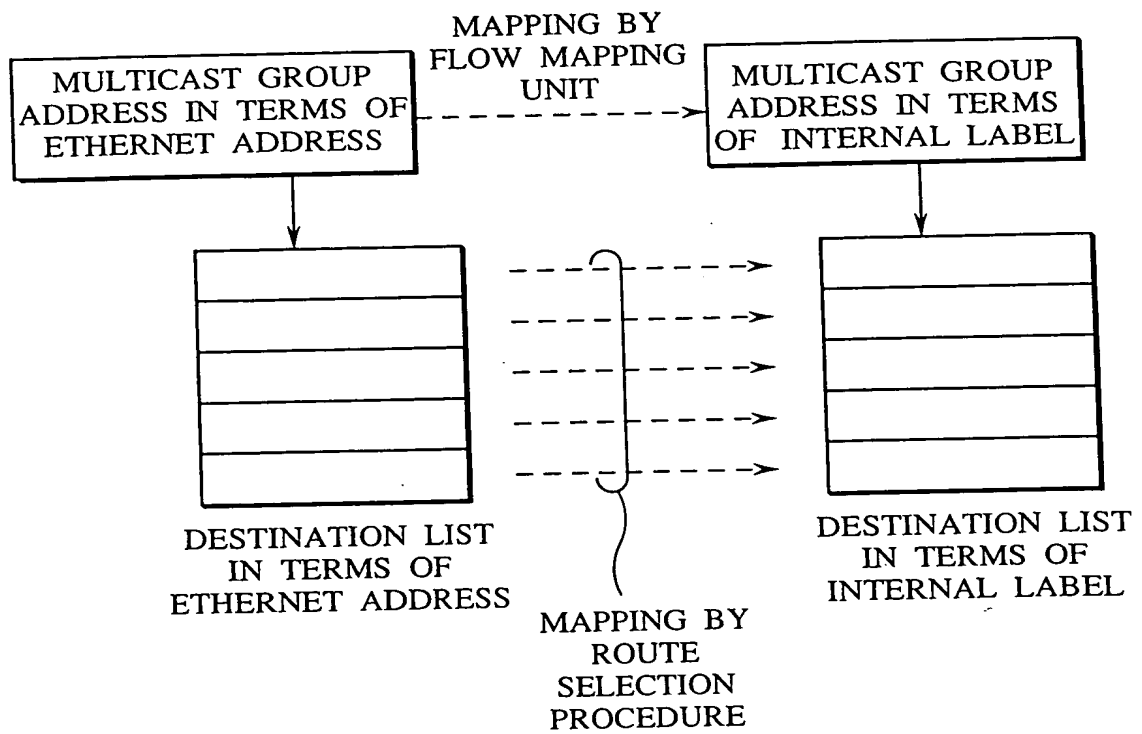 MAPPING BY
FLOW MAPPING
UNIT
MULTICAST GROUP
ADDRESS IN TERMS OF
ETHERNET ADDRESS
MULTICAST GROUP
ADDRESS IN TERMS
OF INTERNAL LABEL
DESTINATION LIST
IN TERMS OF
ETHERNET ADDRESS
DESTINATION LIST
IN TERMS OF
INTERNAL LABEL
MAPPING BY
ROUTE
SELECTION
PROCEDURE